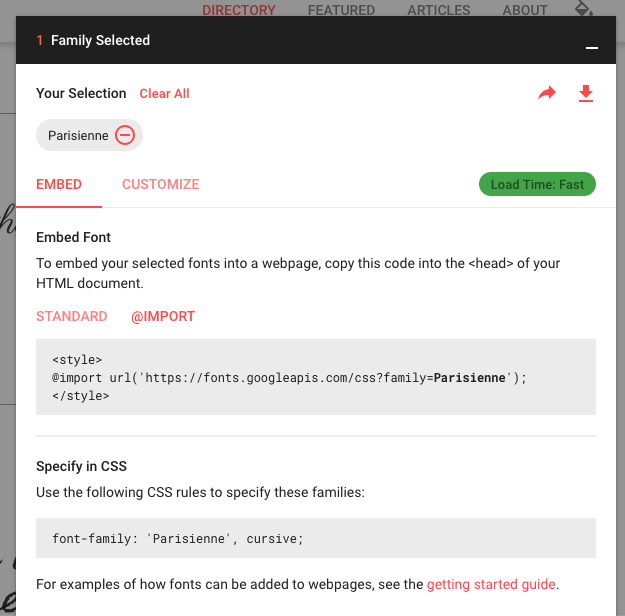 DIRECTORY FEATURED ARTICLES ABOUT
1 Family Selected
Your Selection Clear All
Parisienne
EMBED CUSTOMIZE Load Time: Fast
Embed Font
To embed your selected fonts into a webpage, copy this code into the <head> of your
HTML document.
STANDARD @IMPORT
<style>
@import url('https://fonts.googleapis.com/css?family=Parisienne');
</style>
Specify in CSS
Use the following CSS rules to specify these families:
font-family: 'Parisienne', cursive;
For examples of how fonts can be added to webpages, see the getting started guide.